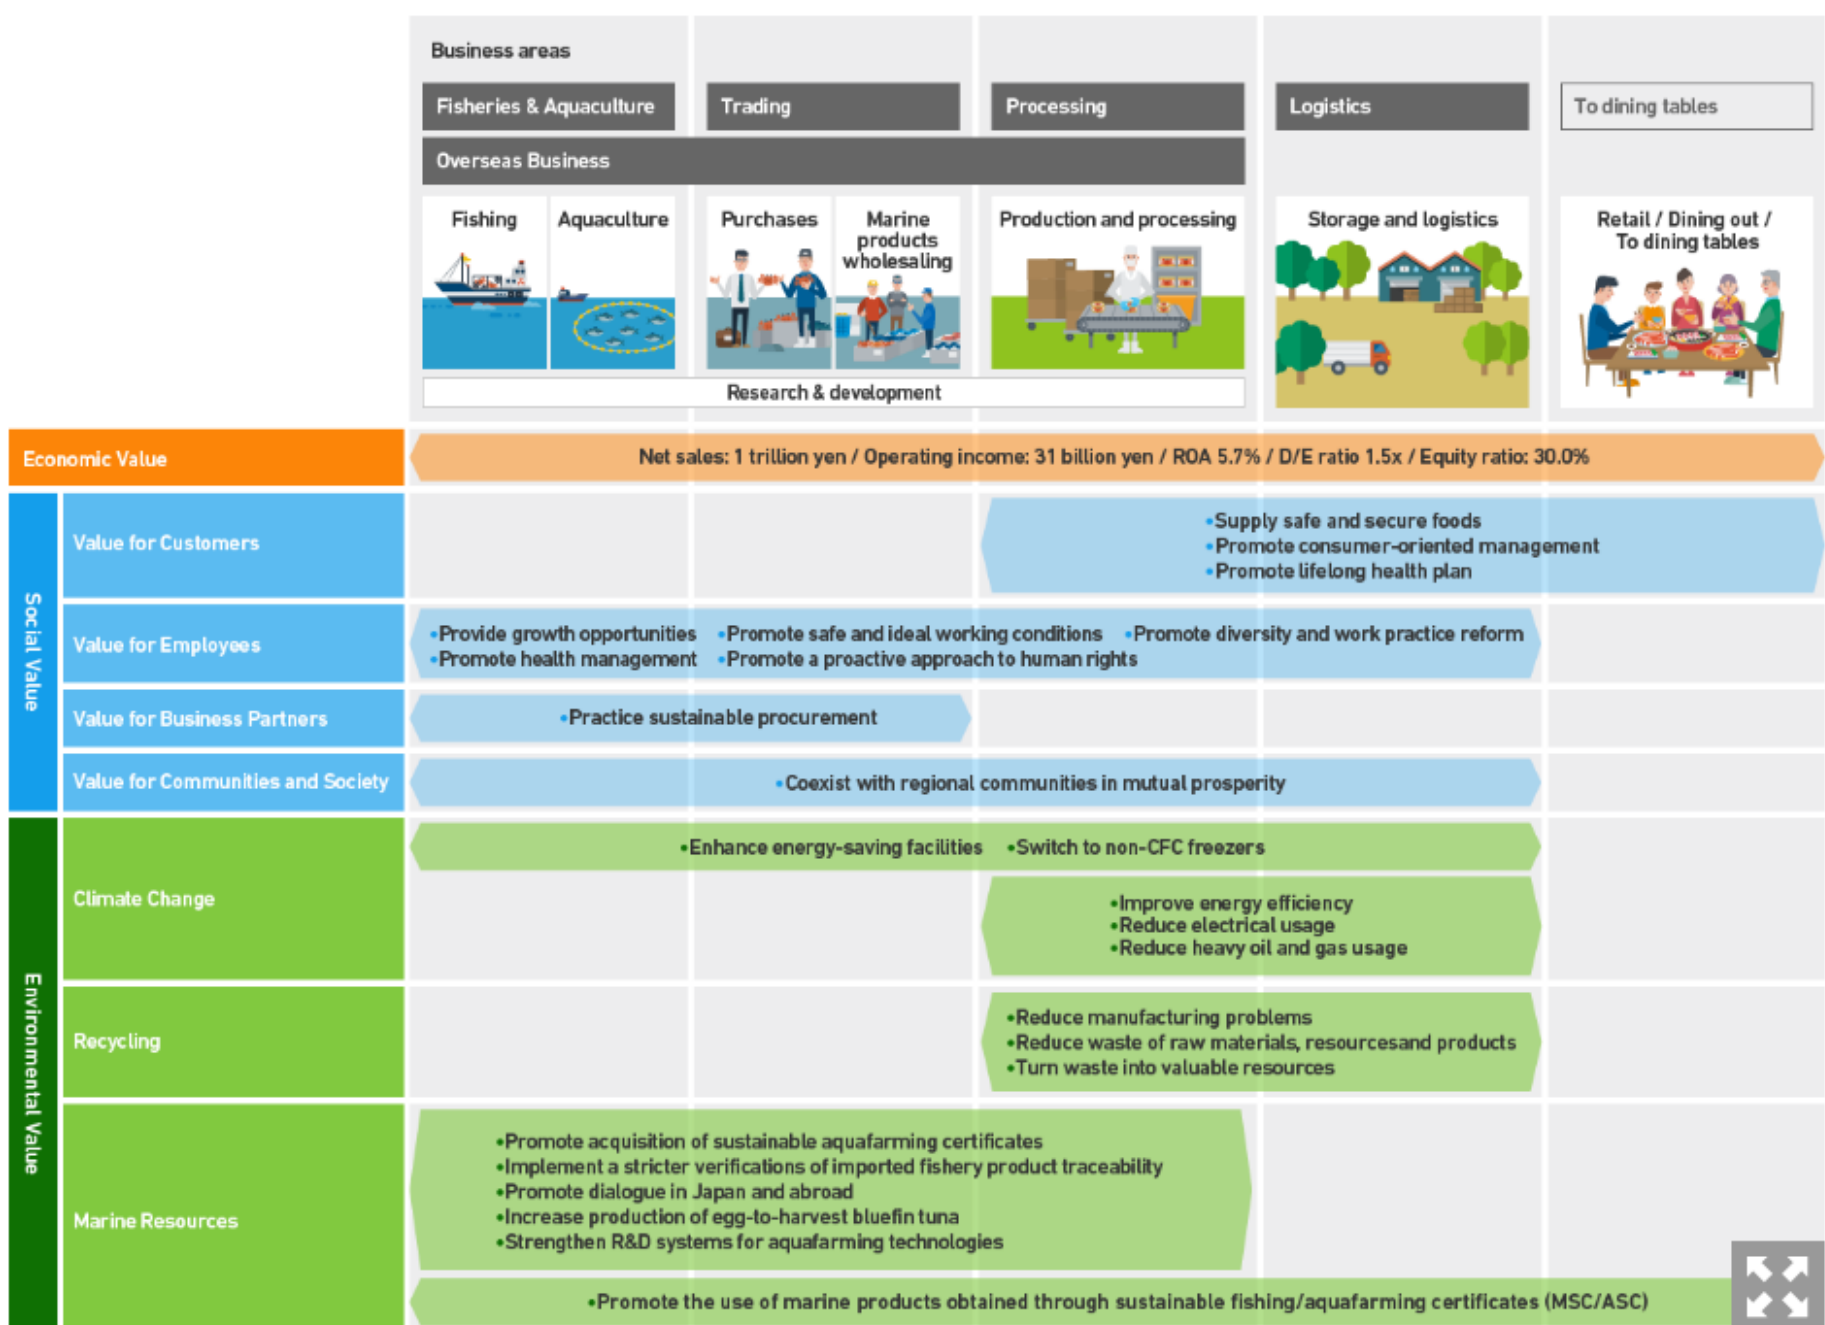 Business areas
Fisheries & Aquaculture
Trading
Processing
Logistics
To dining tables
Overseas Business
Fishing
Aquaculture
Purchases
Marine
products
wholesaling
Production and processing
Storage and logistics
Retail / Dining out /
To dining tables
Research & development
Economic Value
Net sales: 1 trillion yen / Operating income: 31 billion yen / ROA 5.7% / D/E ratio 1.5x / Equity ratio: 30.0%
Social Value
Value for Customers
•Supply safe and secure foods
•Promote consumer-oriented management
•Promote lifelong health plan
Value for Employees
•Provide growth opportunities •Promote safe and ideal working conditions •Promote diversity and work practice reform
•Promote health management •Promote a proactive approach to human rights
Value for Business Partners
•Practice sustainable procurement
Value for Communities and Society
•Coexist with regional communities in mutual prosperity
Environmental Value
Climate Change
•Enhance energy-saving facilities •Switch to non-CFC freezers
•Improve energy efficiency
•Reduce electrical usage
•Reduce heavy oil and gas usage
Recycling
•Reduce manufacturing problems
•Reduce waste of raw materials, resourcesand products
•Turn waste into valuable resources
Marine Resources
•Promote acquisition of sustainable aquafarming certificates
•Implement a stricter verifications of imported fishery product traceability
•Promote dialogue in Japan and abroad
•Increase production of egg-to-harvest bluefin tuna
•Strengthen R&D systems for aquafarming technologies
•Promote the use of marine products obtained through sustainable fishing/aquafarming certificates (MSC/ASC)